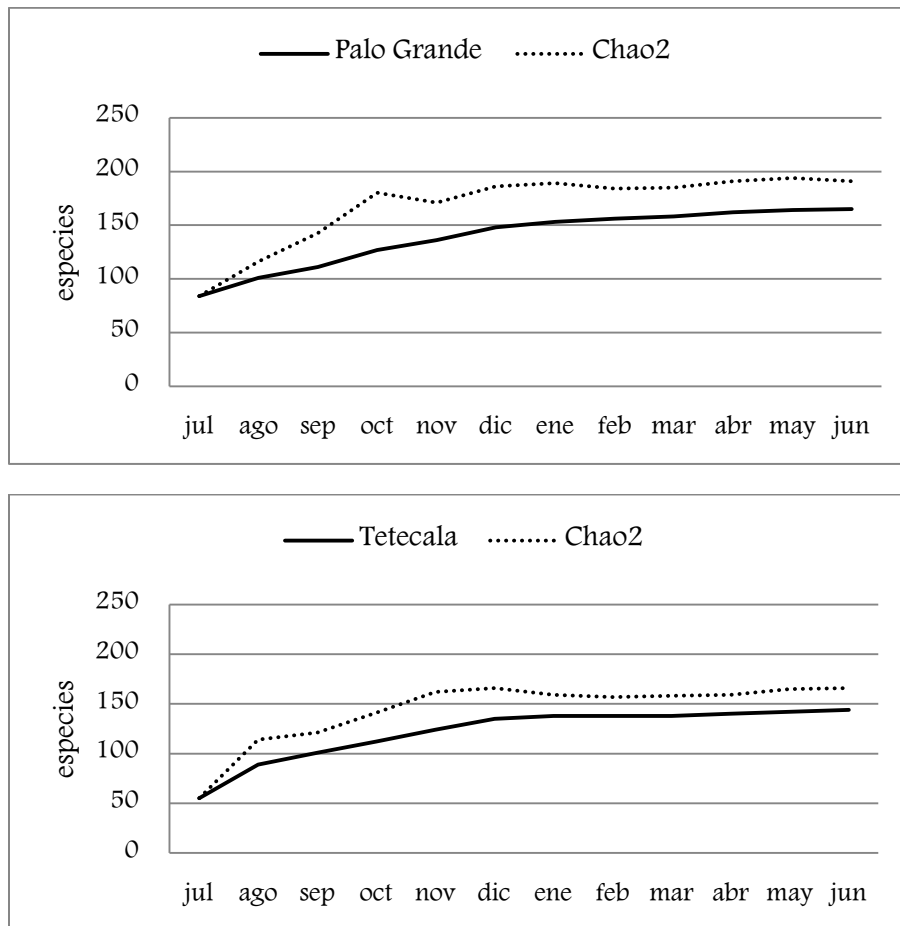 Palo Grande Chao2
250
200
150
100
50
0
especies
jul ago sep oct nov dic ene feb mar abr may jun
Tetecala Chao2
250
200
150
100
50
0
especies
jul ago sep oct nov dic ene feb mar abr may jun